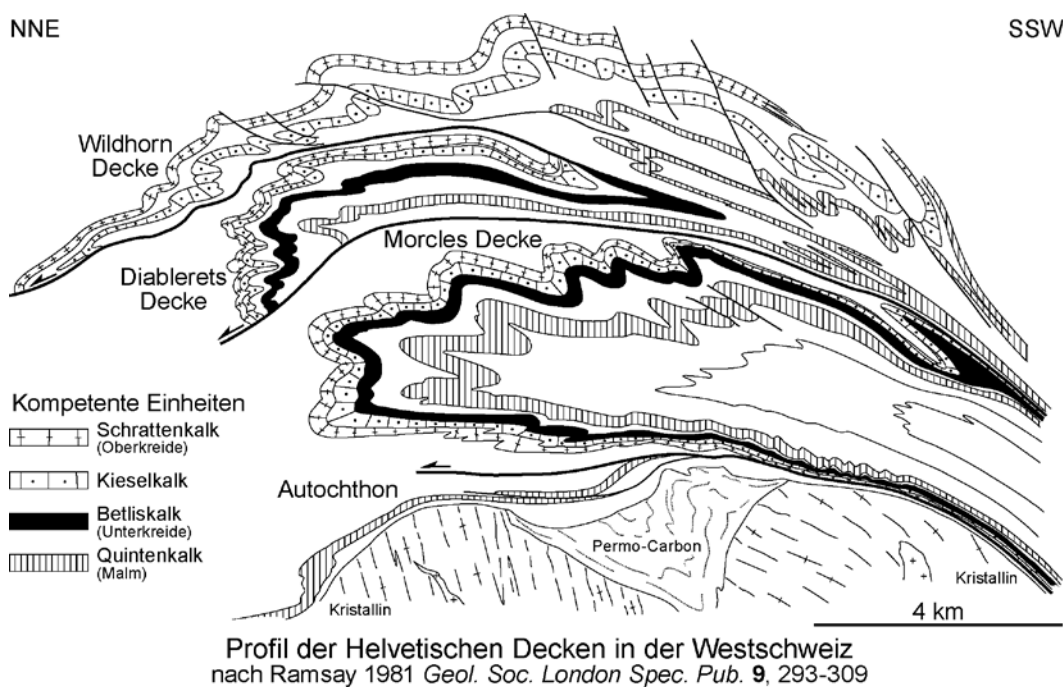 NNE
SSW
Wildhorn
Decke
Diablerets
Decke
Morcles Decke
Kompetente Einheiten
Schrattenkalk
(Oberkreide)
Kieselkalk
Betliskalk
(Unterkreide)
Quintenkalk
(Malm)
Autochthon
Permo-Carbon
Kristallin
Kristallin
4 km
Profil der Helvetischen Decken in der Westschweiz
nach Ramsay 1981 Geol. Soc. London Spec. Pub. 9, 293-309